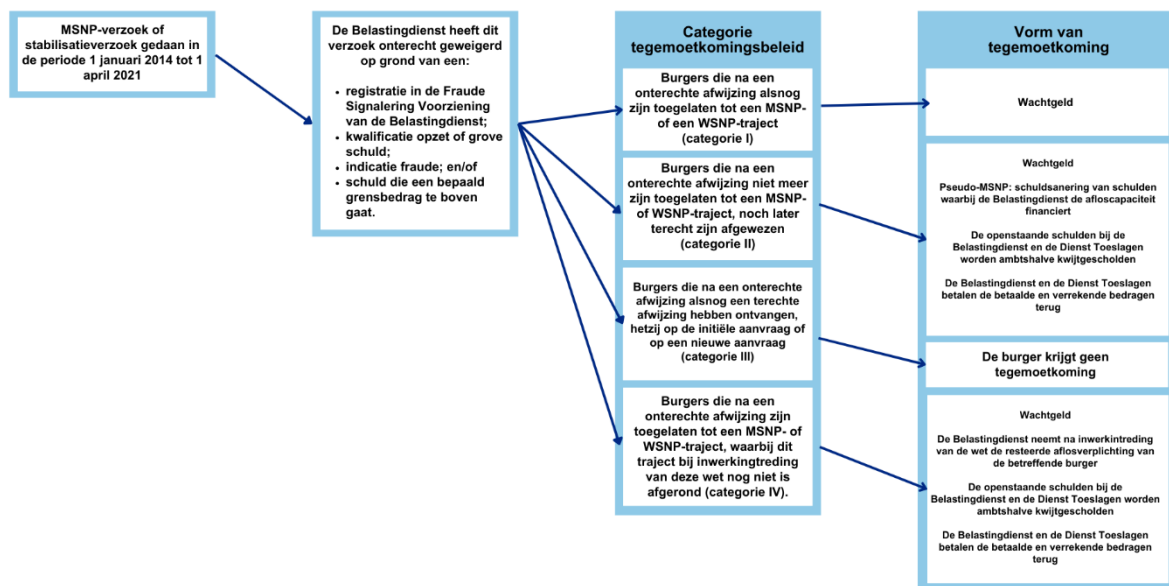 MSNP-verzoek of
stabilisatieverzoek gedaan in
de periode 1 januari 2014 tot 1
april 2021
De Belastingdienst heeft dit
verzoek onterecht geweigerd
op grond van een:
• registratie in de Fraude
Signalering Voorziening
van de Belastingdienst;
• kwalificatie opzet of grove
schuld;
• indicatie fraude; en/of
• schuld die een bepaald
grensbedrag te boven
gaat.
Categorie
tegemoetkomingsbeleid
Burgers die na een
onterechte afwijzing alsnog
zijn toegelaten tot een MSNP-
of een WSNP-traject
(categorie I)
Burgers die na een
onterechte afwijzing niet meer
zijn toegelaten tot een MSNP-
of WSNP-traject, noch later
terecht zijn afgewezen
(categorie II)
Burgers die na een onterechte
afwijzing alsnog een terechte
afwijzing hebben ontvangen,
hetzij op de initiële aanvraag of
op een nieuwe aanvraag
(categorie III)
Burgers die na een
onterechte afwijzing zijn
toegelaten tot een MSNP- of
WSNP-traject, waarbij dit
traject bij inwerkingtreding
van deze wet nog niet is
afgerond (categorie IV).
Vorm van
tegemoetkoming
Wachtgeld
Wachtgeld
Pseudo-MSNP: schuldsanering van schulden
waarbij de Belastingdienst de afloscapaciteit
financiert
De openstaande schulden bij de
Belastingdienst en de Dienst Toeslagen
worden ambtshalve kwijtgescholden
De Belastingdienst en de Dienst Toeslagen
betalen de betaalde en verrekende bedragen
terug
De burger krijgt geen
tegemoetkoming
Wachtgeld
De Belastingdienst neemt na inwerkintreding
van de wet de resteerde aflosverplichting van
de betreffende burger
De openstaande schulden bij de
Belastingdienst en de Dienst Toeslagen worden
ambtshalve kwijtgescholden
De Belastingdienst en de Dienst Toeslagen
betalen de betaalde en verrekende bedragen
terug